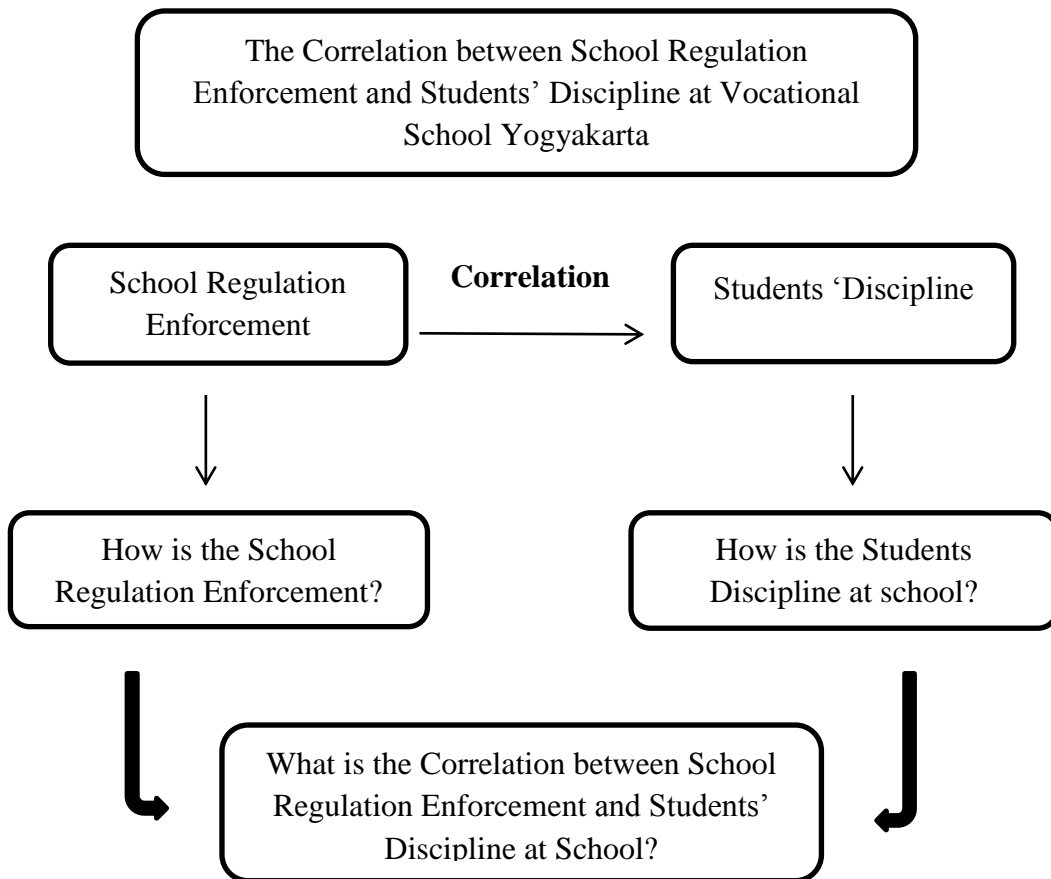 The Correlation between School Regulation
Enforcement and Students’ Discipline at Vocational
School Yogyakarta
School Regulation
Enforcement
Correlation
Students ‘Discipline
How is the School
Regulation Enforcement?
How is the Students
Discipline at school?
What is the Correlation between School
Regulation Enforcement and Students’
Discipline at School?